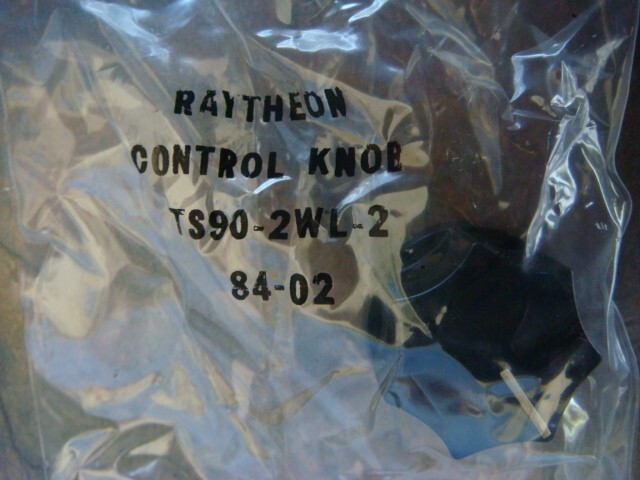 RAYTHEON
CONTROL KNOB
TS90-2WL-2
84-02